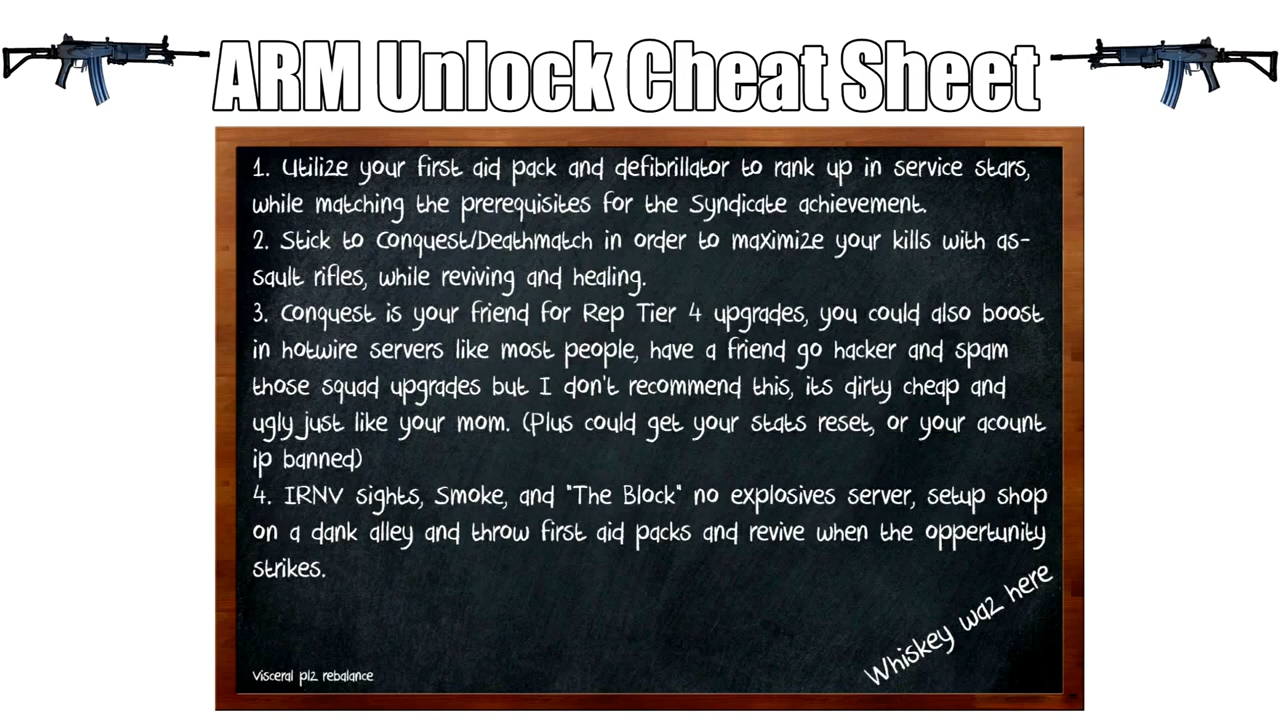 ARM Unlock Cheat Sheet
1. Utilize your first aid pack and defibrillator to rank up in service stars,
while matching the prerequisites for the Syndicate achievement.
2. Stick to Conquest/Deathmatch in order to maximize your kills with as-
sault rifles, while reviving and healing.
3. Conquest is your friend for Rep Tier 4 upgrades, you could also boost
in hotwire servers like most people, have a friend go hacker and spam
those squad upgrades but I don't recommend this, its dirty cheap and
ugly just like your mom. (Plus could get your stats reset, or your acount
ip banned)
4. IRNV sights, Smoke, and "The Block" no explosives server, setup shop
on a dank alley and throw first aid packs and revive when the oppertunity
strikes.
Whiskey waz here
Visceral plz rebalance